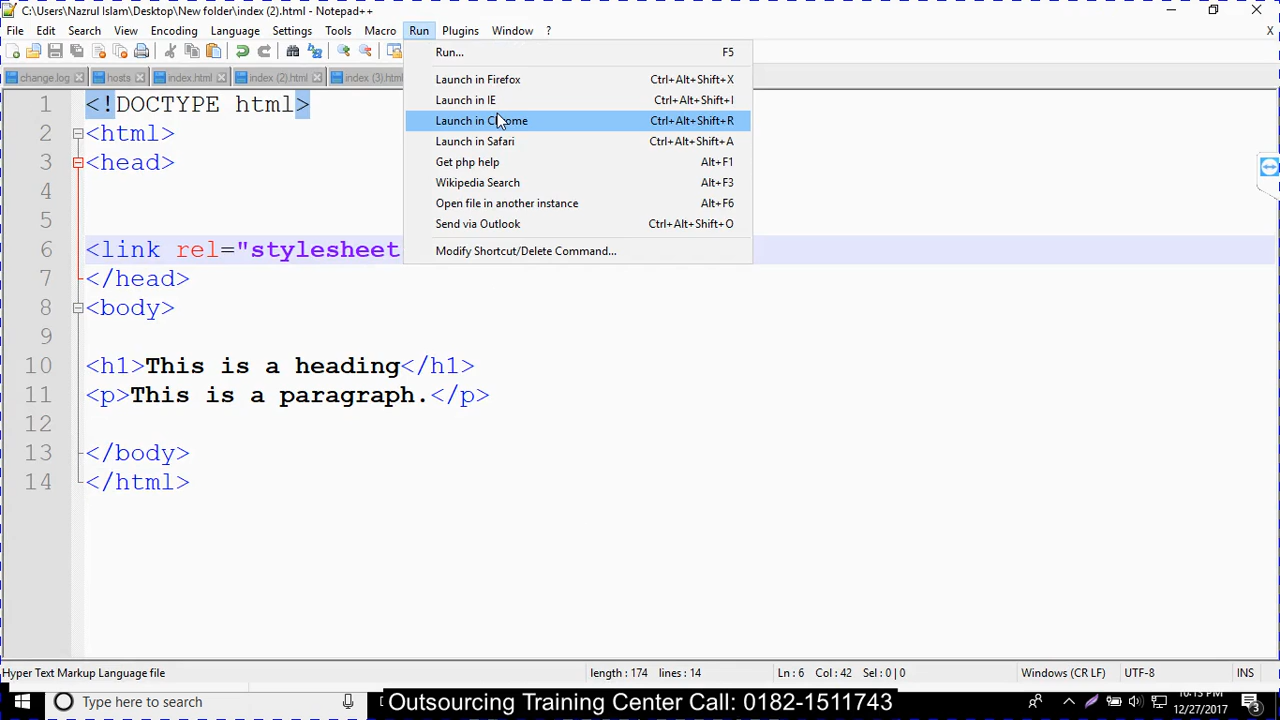 C:\Users\Nazrul Islam\Desktop\New folder\index (2).html - Notepad++
File Edit Search View Encoding Language Settings Tools Macro Run Plugins Window ? X
change.log hosts index.html index (2).html index (3).html
Run... F5
Launch in Firefox Ctrl+Alt+Shift+X
Launch in IE Ctrl+Alt+Shift+I
Launch in Chrome Ctrl+Alt+Shift+R
Launch in Safari Ctrl+Alt+Shift+A
Get php help Alt+F1
Wikipedia Search Alt+F3
Open file in another instance Alt+F6
Send via Outlook Ctrl+Alt+Shift+O
Modify Shortcut/Delete Command...
1 <!DOCTYPE html>
2 <html>
3 <head>
4
5
6 <link rel="stylesheet
7 </head>
8 <body>
9
10 <h1>This is a heading</h1>
11 <p>This is a paragraph.</p>
12
13 </body>
14 </html>
Hyper Text Markup Language file length : 174 lines : 14 Ln : 6 Col : 42 Sel : 0 | 0 Windows (CR LF) UTF-8 INS
Type here to search
Outsourcing Training Center Call: 0182-1511743
10:13 PM
12/27/2017
3